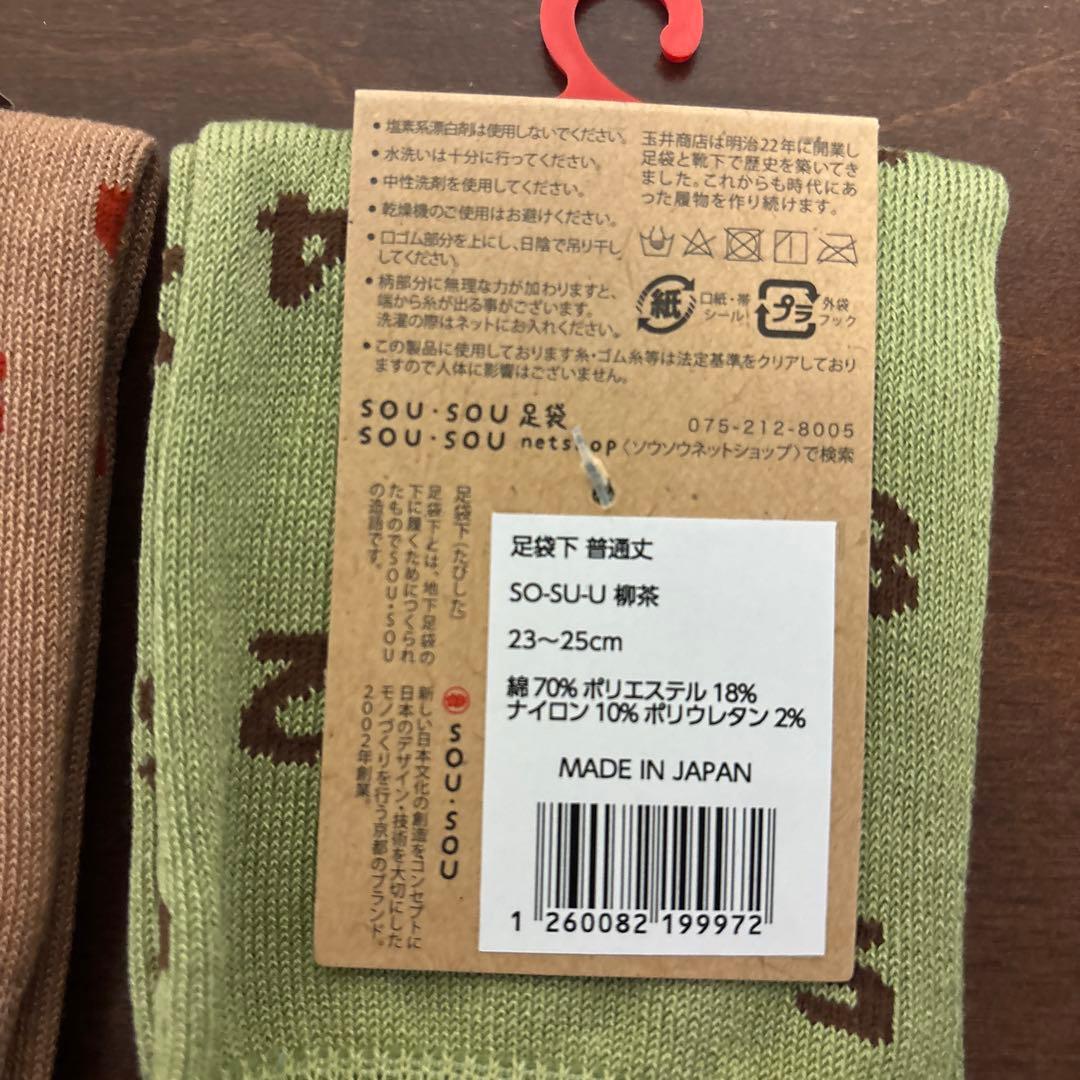 •塩素系漂白剤は使用しないでください。
•水洗いは十分に行ってください。
•中性洗剤を使用してください。
•乾燥機のご使用はお避けください。
•口ゴム部分を上にし、日陰で吊り干し
してください。
•柄部分に無理な力が加わりますと、
端から糸が出る事がございます。
洗濯の際はネットにお入れください。
•この製品に使用しております糸・ゴム糸等は法定基準をクリアしており
ますので人体に影響はございません。
玉井商店は明治22年に開業し
足袋と靴下で歴史を築いてき
ました。これからも時代にあ
った履物を作り続けます。
紙
口紙・帯
シール
プラ
外袋
フック
SOU・SOU 足袋
SOU・SOU netshop〈ソウソウネットショップ〉で検索
075-212-8005
足袋下(たびした)
足袋下とは、地下足袋の
下に履くためにつくられ
たものでSOU・SOU
の造語です。
SOU・SOU
新しい日本文化の創造をコンセプトに
日本のデザイン・技術を大切にした
モノづくりを行う京都のブランド。
2002年創業。
足袋下 普通丈
SO-SU-U 柳茶
23～25cm
綿 70% ポリエステル 18%
ナイロン 10% ポリウレタン 2%
MADE IN JAPAN
1 260082 199972